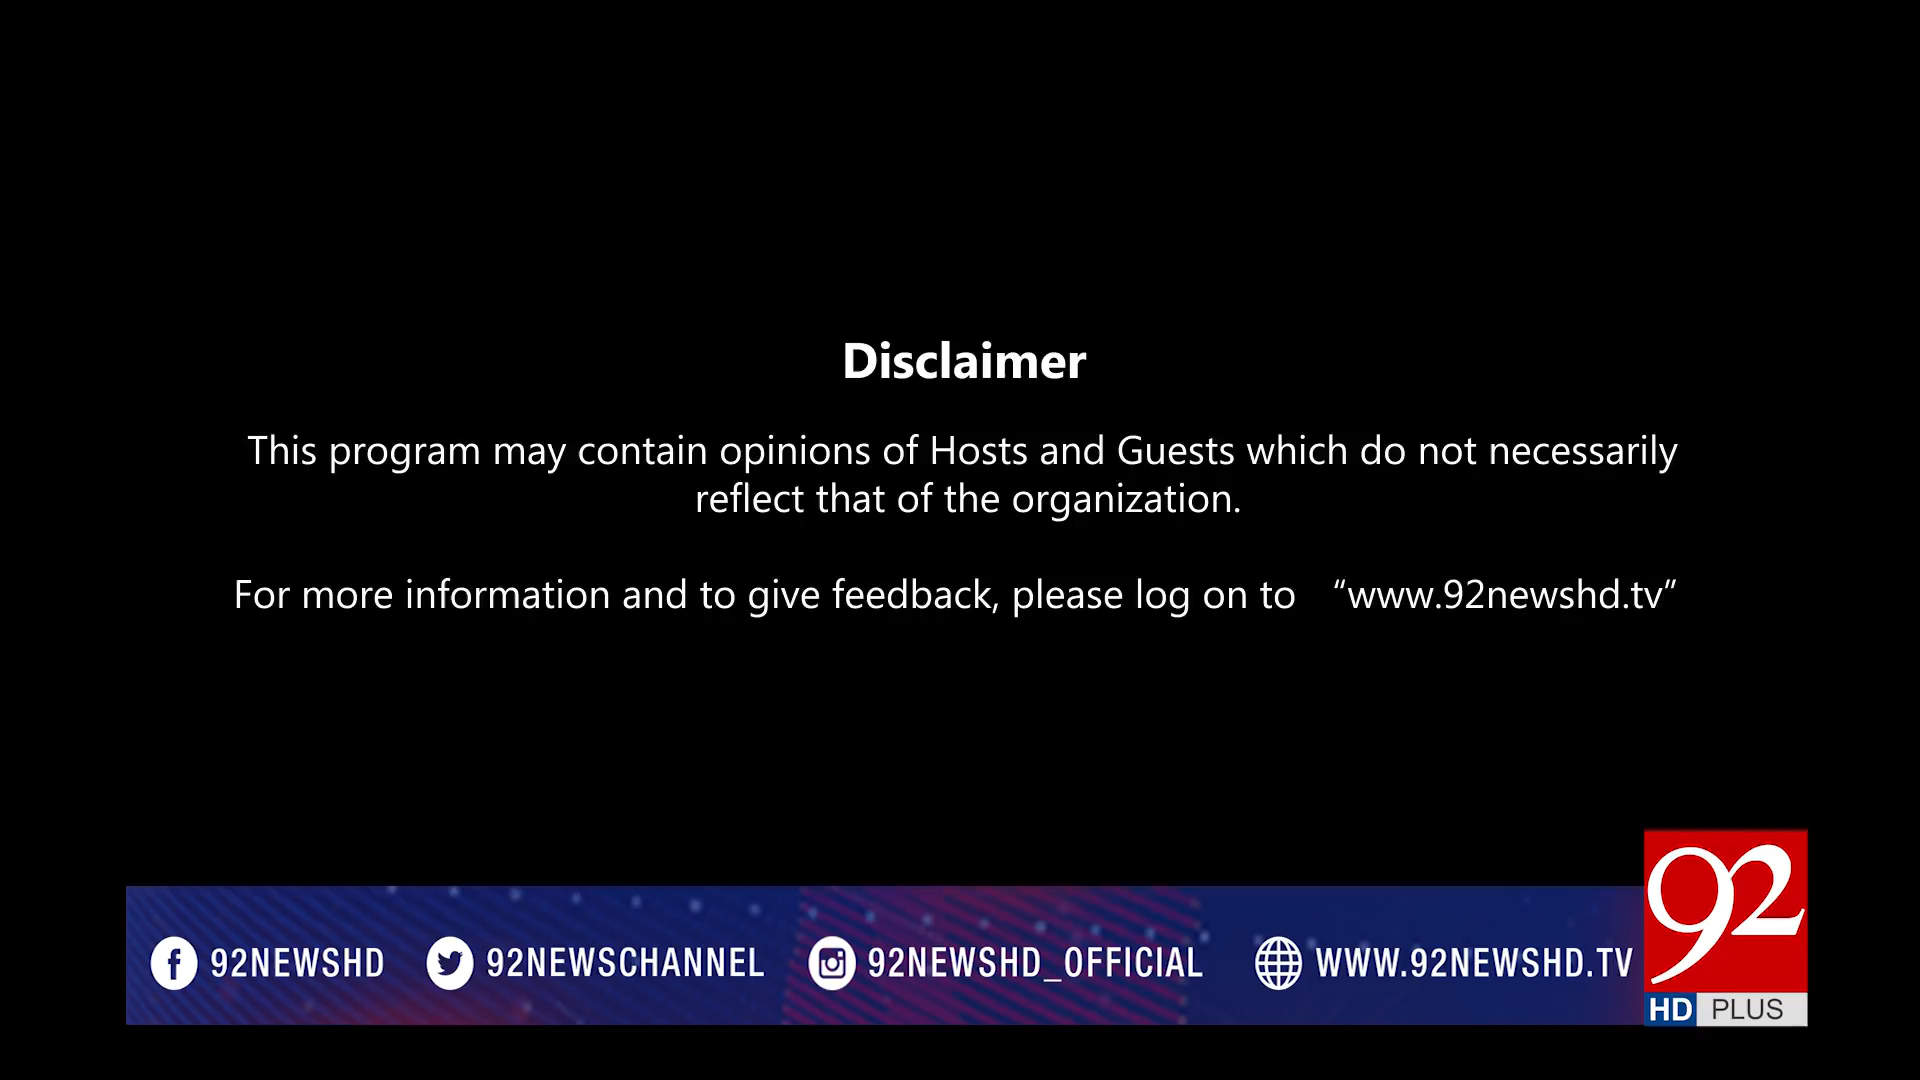 Disclaimer
This program may contain opinions of Hosts and Guests which do not necessarily
reflect that of the organization.
For more information and to give feedback, please log on to “www.92newshd.tv”
92NEWSHD
92NEWSCHANNEL
92NEWSHD_OFFICIAL
WWW.92NEWSHD.TV
92
HD PLUS